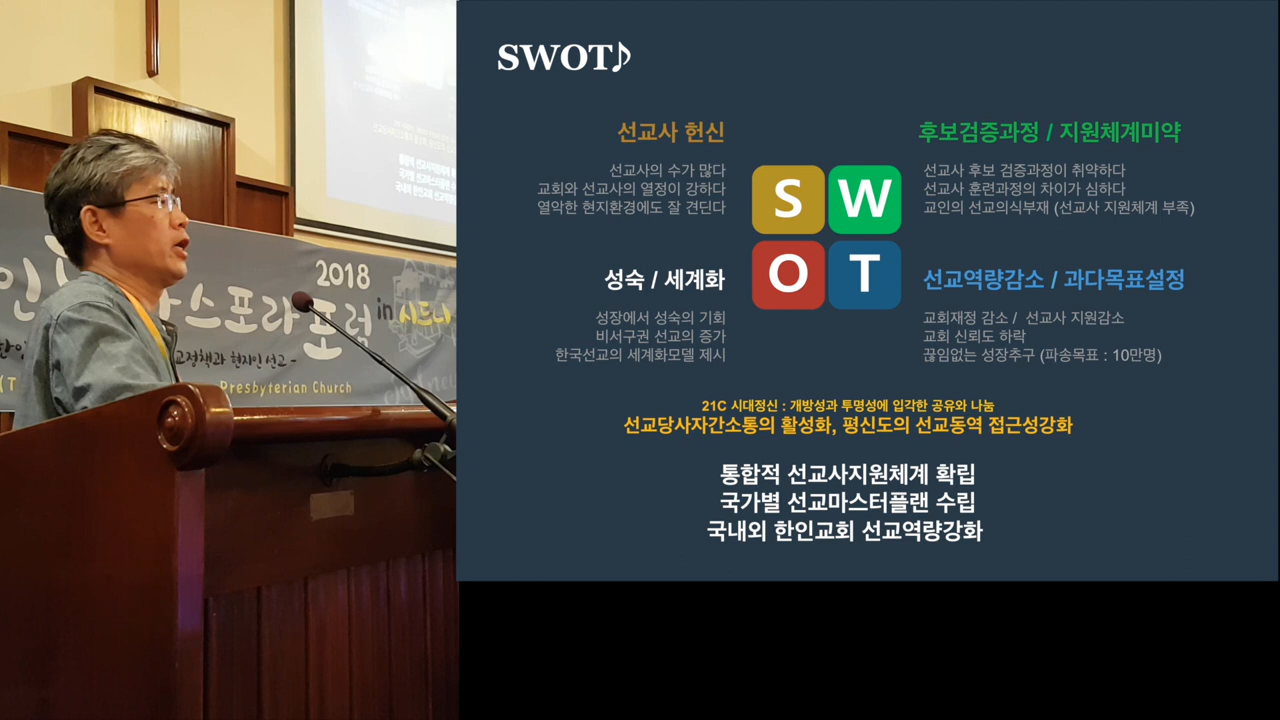 SWOT♪
선교사 헌신
선교사의 수가 많다
교회와 선교사의 열정이 강하다
열악한 현지환경에도 잘 견딘다
후보검증과정 / 지원체계미약
선교사 후보 검증과정이 취약하다
선교사 훈련과정의 차이가 심하다
교인의 선교의식부재 (선교사 지원체계 부족)
S W
O T
성숙 / 세계화
성장에서 성숙의 기회
비서구권 선교의 증가
한국선교의 세계화모델 제시
선교역량감소 / 과다목표설정
교회재정 감소 / 선교사 지원감소
교회 신뢰도 하락
끊임없는 성장추구 (파송목표 : 10만명)
21C 시대정신 : 개방성과 투명성에 입각한 공유와 나눔
선교당사자간소통의 활성화, 평신도의 선교동역 접근성강화
통합적 선교사지원체계 확립
국가별 선교마스터플랜 수립
국내외 한인교회 선교역량강화
2018
인 스포라 포럼 in 시드니
교정책과 현지인 선교 -
Presbyterian Church